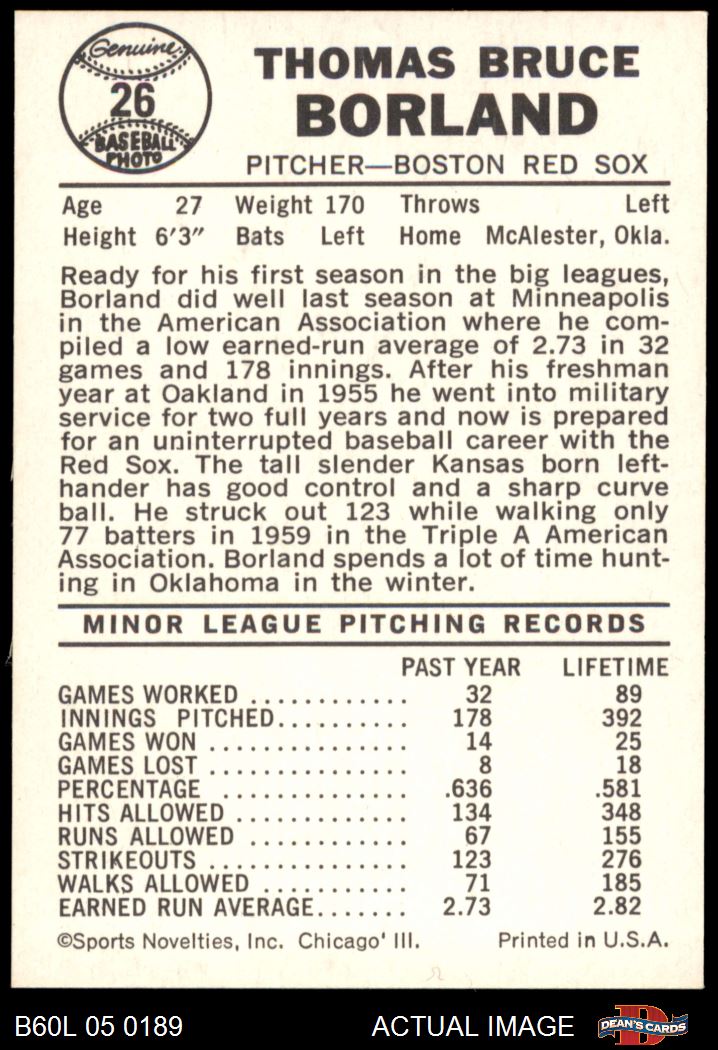 Genuine
26
BASEBALL
PHOTO
THOMAS BRUCE
BORLAND
PITCHER—BOSTON RED SOX
Age 27 Weight 170 Throws Left
Height 6'3" Bats Left Home McAlester, Okla.
Ready for his first season in the big leagues,
Borland did well last season at Minneapolis
in the American Association where he com-
piled a low earned-run average of 2.73 in 32
games and 178 innings. After his freshman
year at Oakland in 1955 he went into military
service for two full years and now is prepared
for an uninterrupted baseball career with the
Red Sox. The tall slender Kansas born left-
hander has good control and a sharp curve
ball. He struck out 123 while walking only
77 batters in 1959 in the Triple A American
Association. Borland spends a lot of time hunt-
ing in Oklahoma in the winter.
MINOR LEAGUE PITCHING RECORDS
PAST YEAR LIFETIME
GAMES WORKED ............ 32 89
INNINGS PITCHED.......... 178 392
GAMES WON ............... 14 25
GAMES LOST ............... 8 18
PERCENTAGE .............. .636 .581
HITS ALLOWED ............. 134 348
RUNS ALLOWED ............ 67 155
STRIKEOUTS ............... 123 276
WALKS ALLOWED ............ 71 185
EARNED RUN AVERAGE....... 2.73 2.82
©Sports Novelties, Inc. Chicago' Ill. Printed in U.S.A.
B60L 05 0189 ACTUAL IMAGE D DEAN'S CARDS